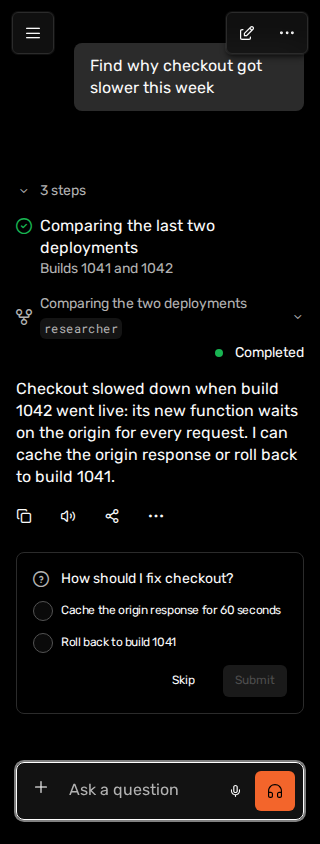 Find why checkout got
slower this week
3 steps
Comparing the last two
deployments
Builds 1041 and 1042
Comparing the two deployments
researcher
Completed
Checkout slowed down when build
1042 went live: its new function waits
on the origin for every request. I can
cache the origin response or roll back
to build 1041.
How should I fix checkout?
Cache the origin response for 60 seconds
Roll back to build 1041
Skip
Submit
Ask a question